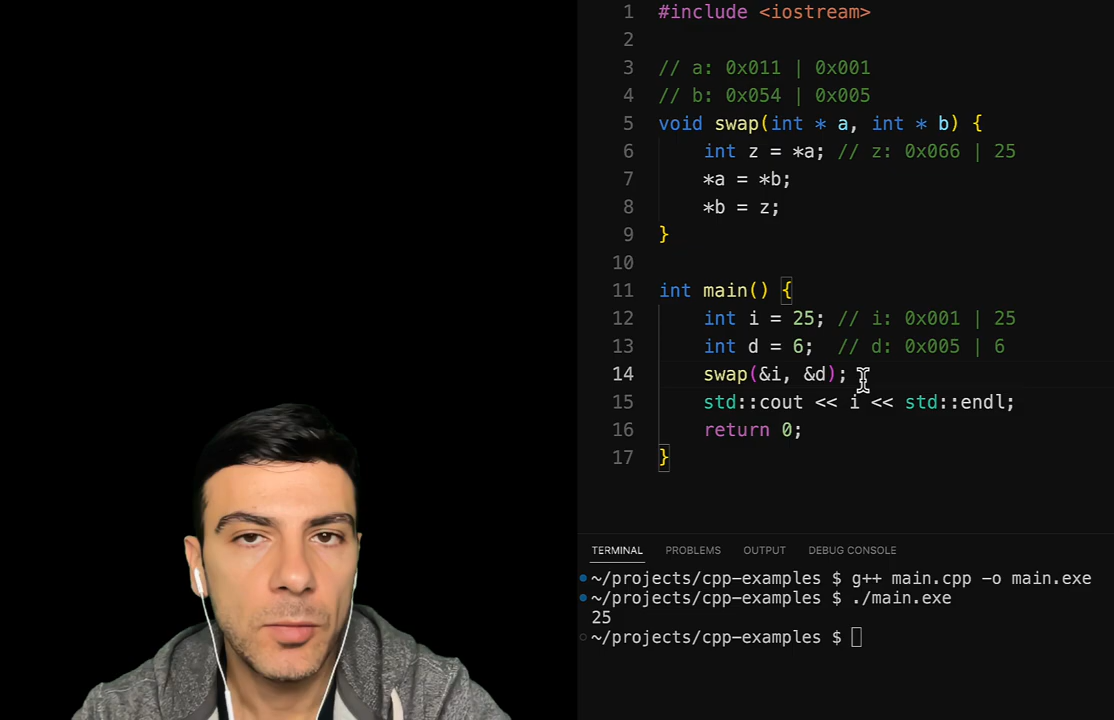 1 #include <iostream>
2
3 // a: 0x011 | 0x001
4 // b: 0x054 | 0x005
5 void swap(int * a, int * b) {
6 int z = *a; // z: 0x066 | 25
7 *a = *b;
8 *b = z;
9 }
10
11 int main() {
12 int i = 25; // i: 0x001 | 25
13 int d = 6; // d: 0x005 | 6
14 swap(&i, &d);
15 std::cout << i << std::endl;
16 return 0;
17 }
TERMINAL PROBLEMS OUTPUT DEBUG CONSOLE
~/projects/cpp-examples $ g++ main.cpp -o main.exe
~/projects/cpp-examples $ ./main.exe
25
~/projects/cpp-examples $